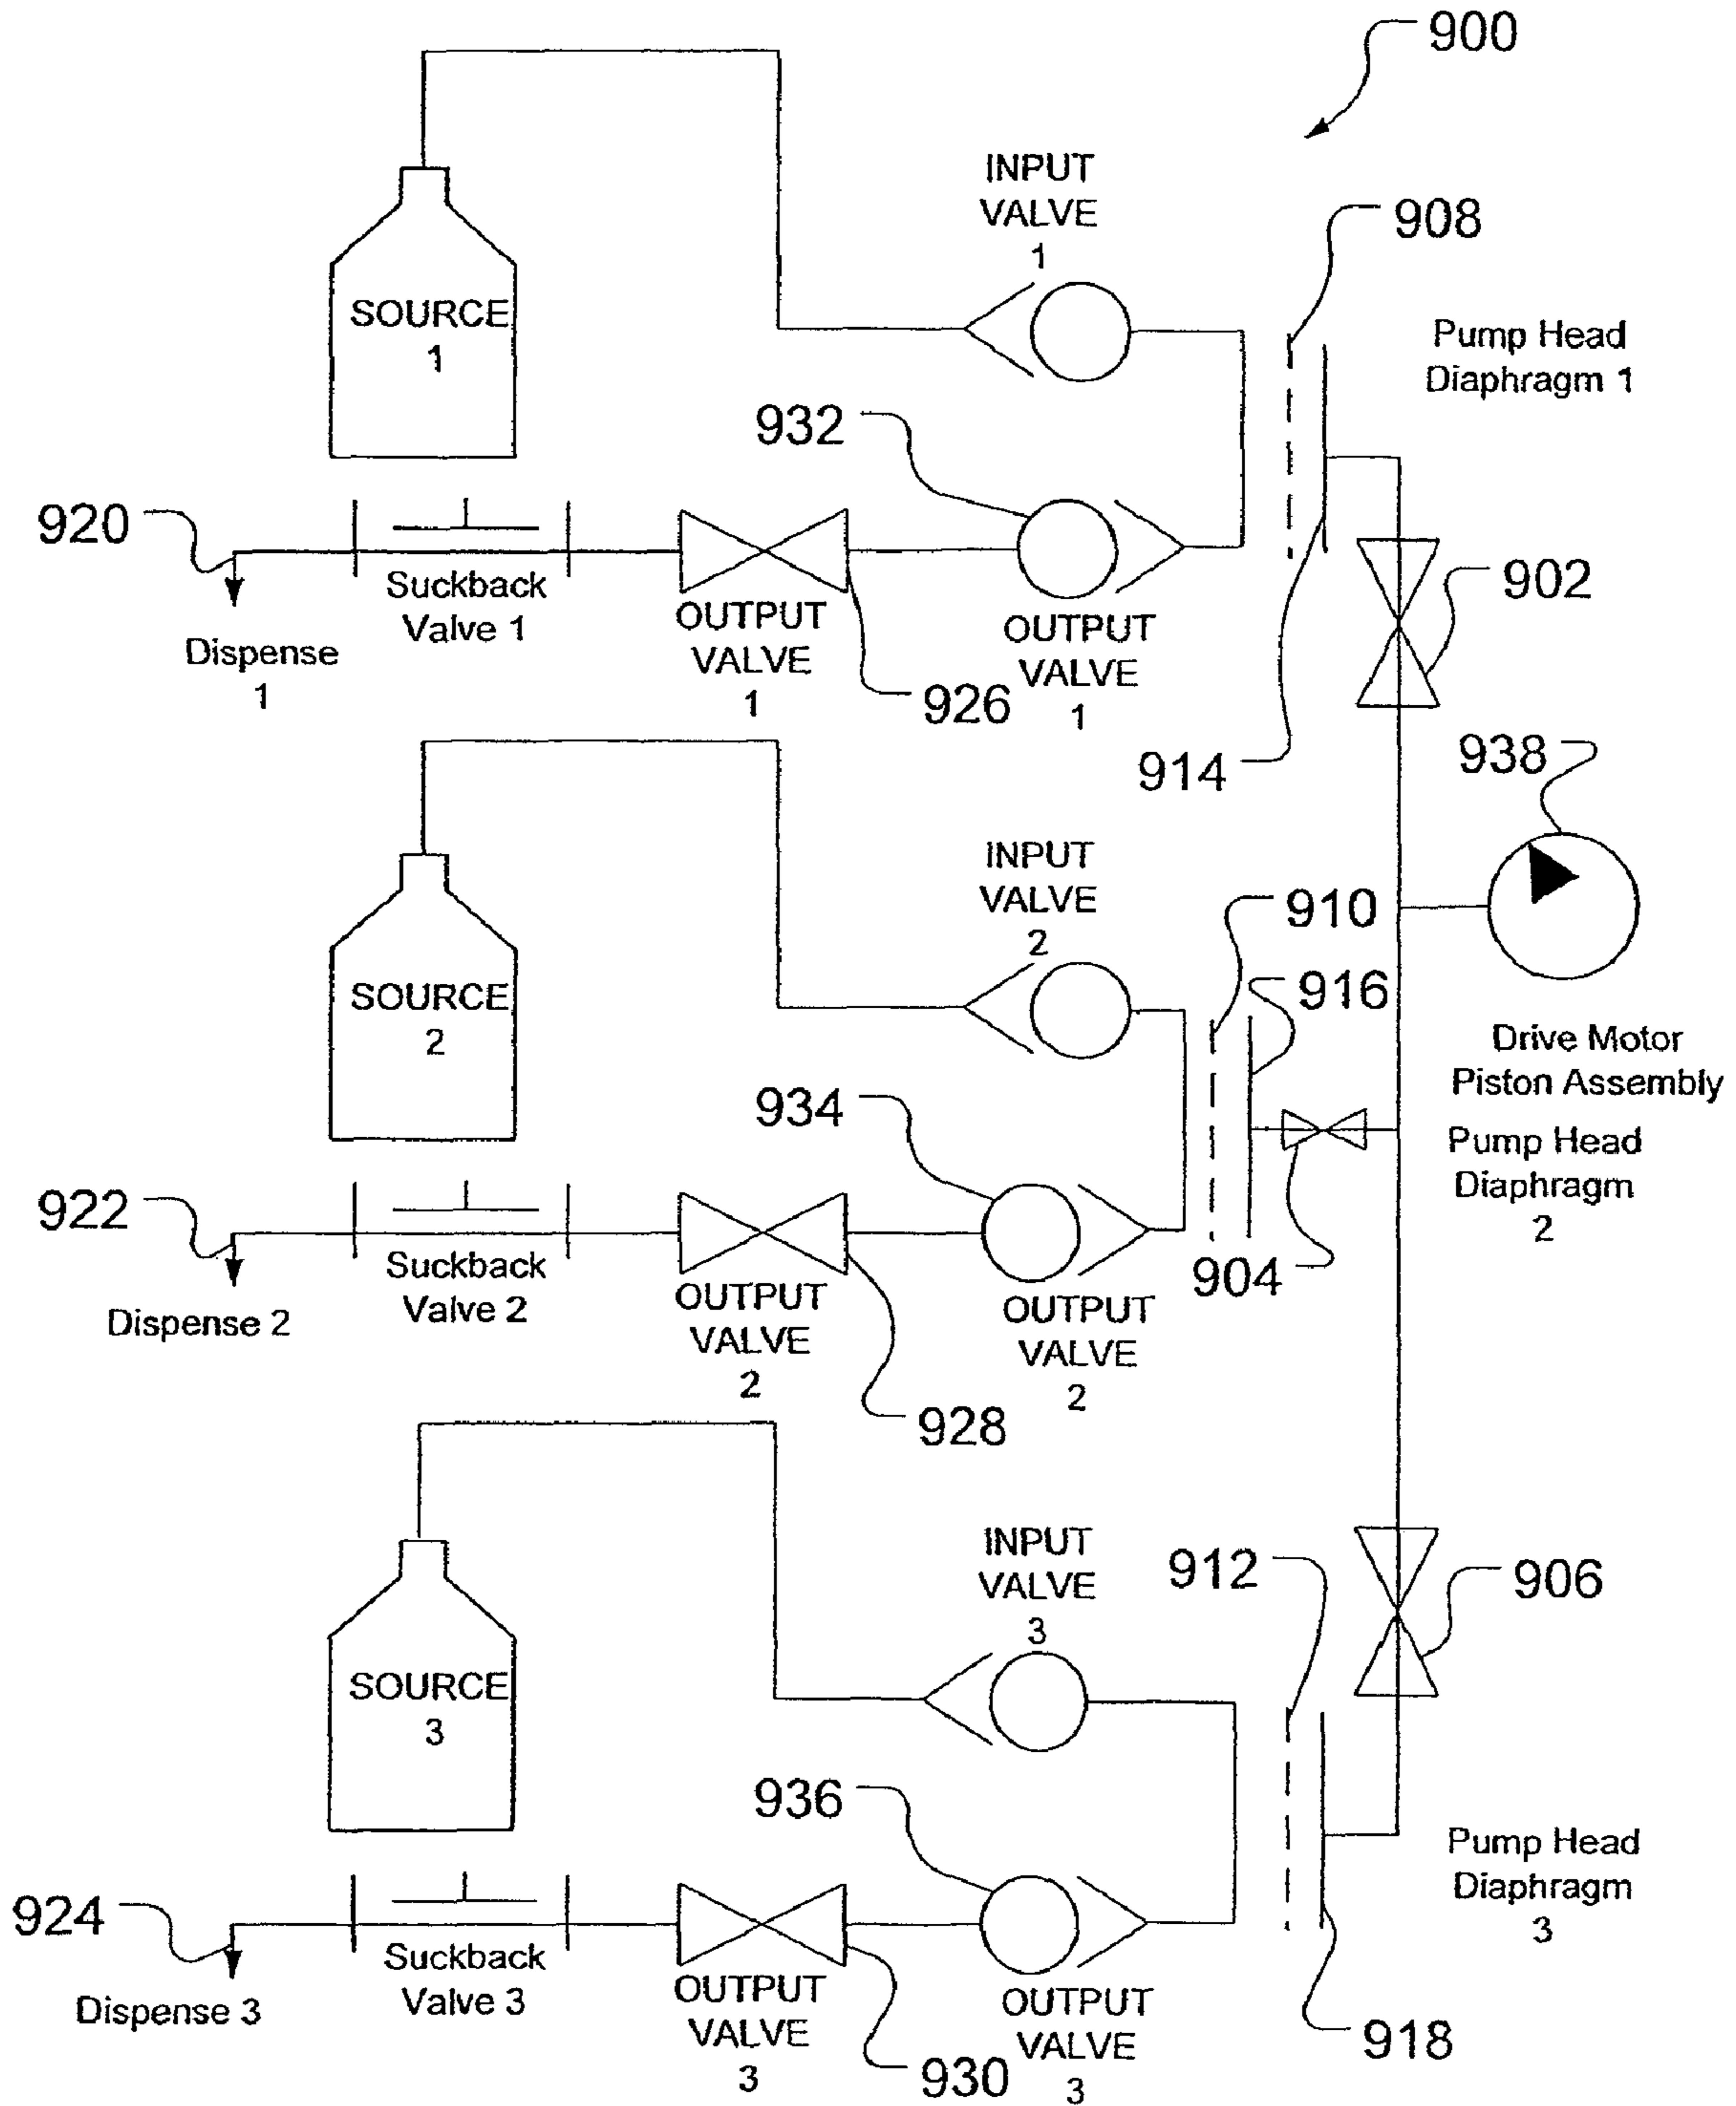 900
INPUT
VALVE
1
908
SOURCE
1
Pump Head
Diaphragm 1
932
920
Suckback
Valve 1
OUTPUT
VALVE
1
OUTPUT
VALVE
1
902
Dispense
1
926
914
938
INPUT
VALVE
2
910
916
SOURCE
2
Drive Motor
Piston Assembly
934
Pump Head
Diaphragm
2
922
904
Suckback
Valve 2
OUTPUT
VALVE
2
OUTPUT
VALVE
2
Dispense 2
928
INPUT
VALVE
3
912
906
SOURCE
3
936
Pump Head
Diaphragm
3
924
Suckback
Valve 3
OUTPUT
VALVE
3
OUTPUT
VALVE
3
Dispense 3
930
918